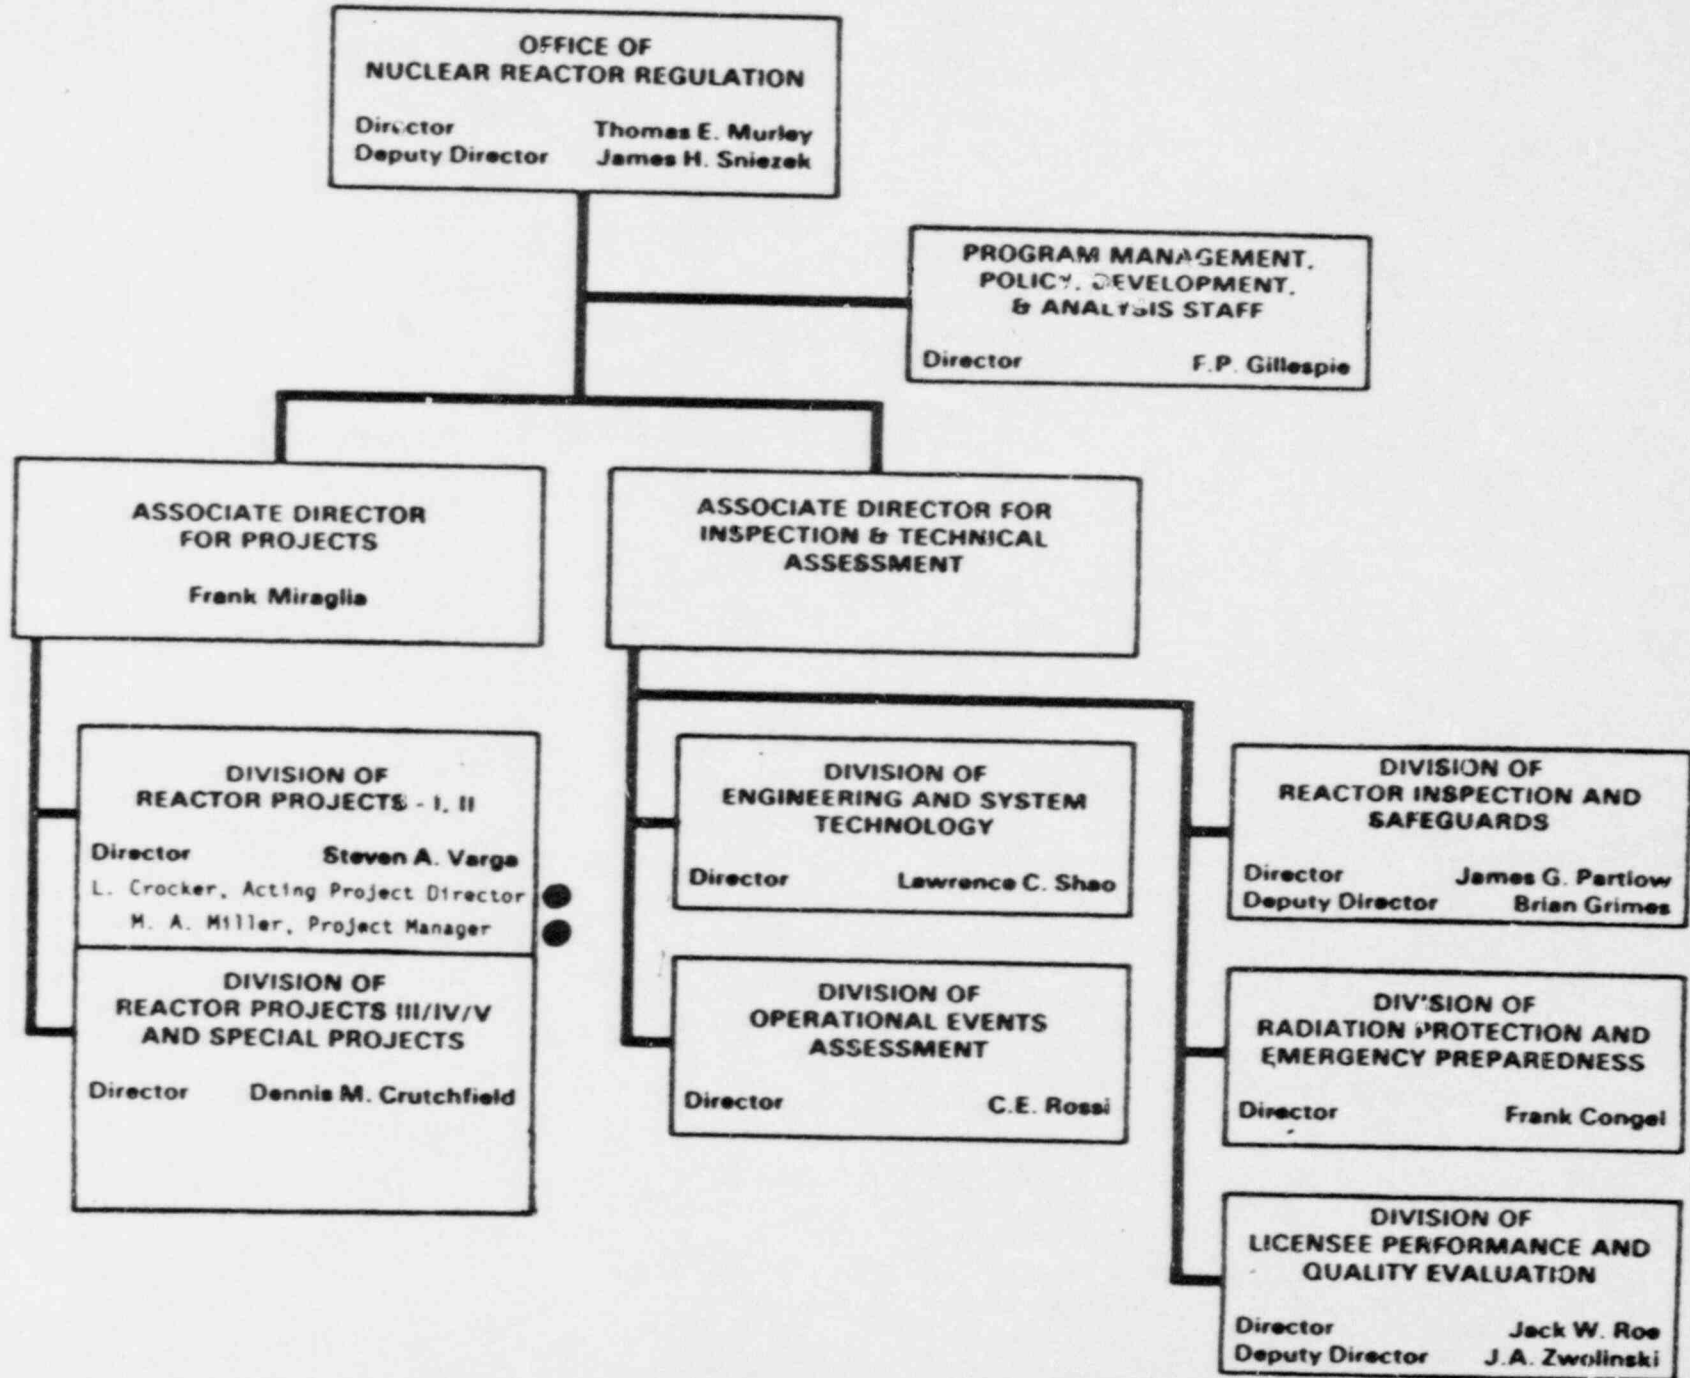 OFFICE OF
NUCLEAR REACTOR REGULATION
Director Thomas E. Murley
Deputy Director James H. Sniezek
PROGRAM MANAGEMENT,
POLICY, DEVELOPMENT,
& ANALYSIS STAFF
Director F.P. Gillespie
ASSOCIATE DIRECTOR
FOR PROJECTS
Frank Miraglia
ASSOCIATE DIRECTOR FOR
INSPECTION & TECHNICAL
ASSESSMENT
DIVISION OF
REACTOR PROJECTS - I, II
Director Steven A. Varga
L. Crocker, Acting Project Director
M. A. Miller, Project Manager
DIVISION OF
REACTOR PROJECTS III/IV/V
AND SPECIAL PROJECTS
Director Dennis M. Crutchfield
DIVISION OF
ENGINEERING AND SYSTEM
TECHNOLOGY
Director Lawrence C. Shao
DIVISION OF
OPERATIONAL EVENTS
ASSESSMENT
Director C.E. Rossi
DIVISION OF
REACTOR INSPECTION AND
SAFEGUARDS
Director James G. Partlow
Deputy Director Brian Grimes
DIVISION OF
RADIATION PROTECTION AND
EMERGENCY PREPAREDNESS
Director Frank Congel
DIVISION OF
LICENSEE PERFORMANCE AND
QUALITY EVALUATION
Director Jack W. Roe
Deputy Director J.A. Zwolinski